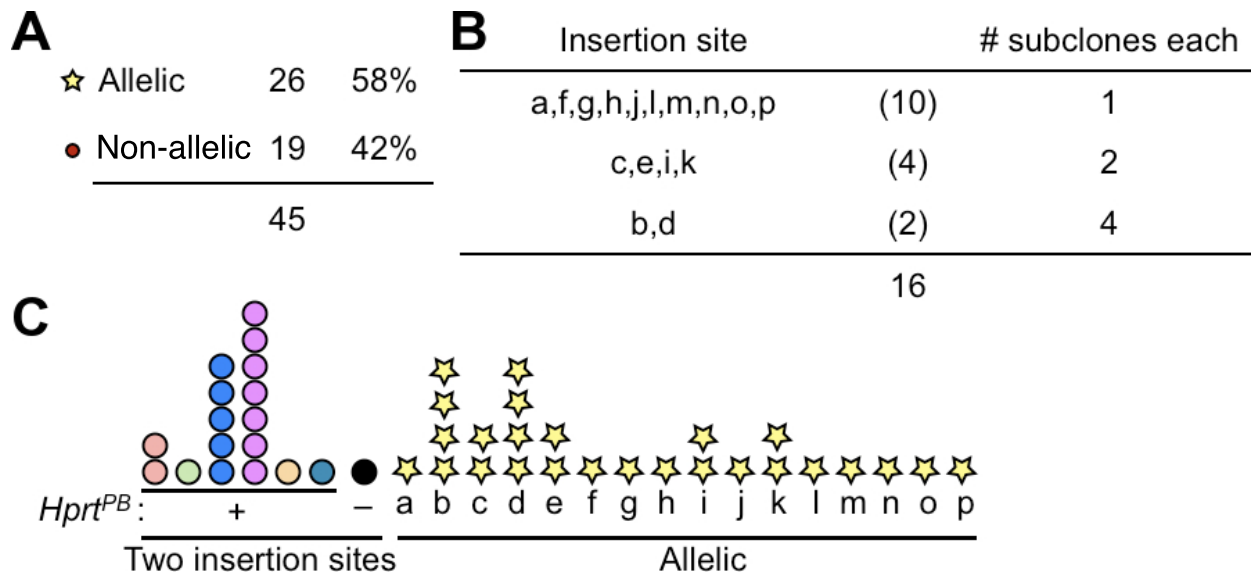 A
Allelic 26 58%
Non-allelic 19 42%
45
B
Insertion site # subclones each
a,f,g,h,j,l,m,n,o,p (10) 1
c,e,i,k (4) 2
b,d (2) 4
16
C
Hprt^PB : + – a b c d e f g h i j k l m n o p
Two insertion sites Allelic